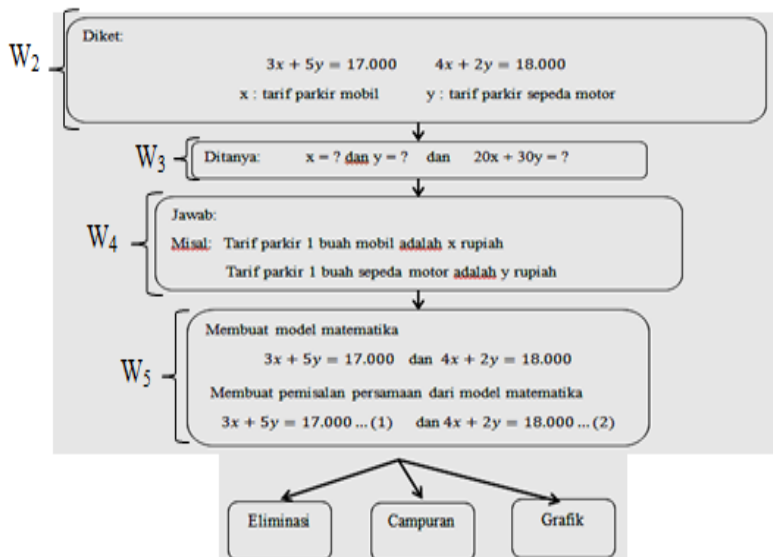 W₂
Diket:
3x + 5y = 17.000 4x + 2y = 18.000
x : tarif parkir mobil y : tarif parkir sepeda motor
W₃
Ditanya: x = ? dan y = ? dan 20x + 30y = ?
W₄
Jawab:
Misal: Tarif parkir 1 buah mobil adalah x rupiah
Tarif parkir 1 buah sepeda motor adalah y rupiah
W₅
Membuat model matematika
3x + 5y = 17.000 dan 4x + 2y = 18.000
Membuat pemisalan persamaan dari model matematika
3x + 5y = 17.000 … (1) dan 4x + 2y = 18.000 … (2)
Eliminasi
Campuran
Grafik